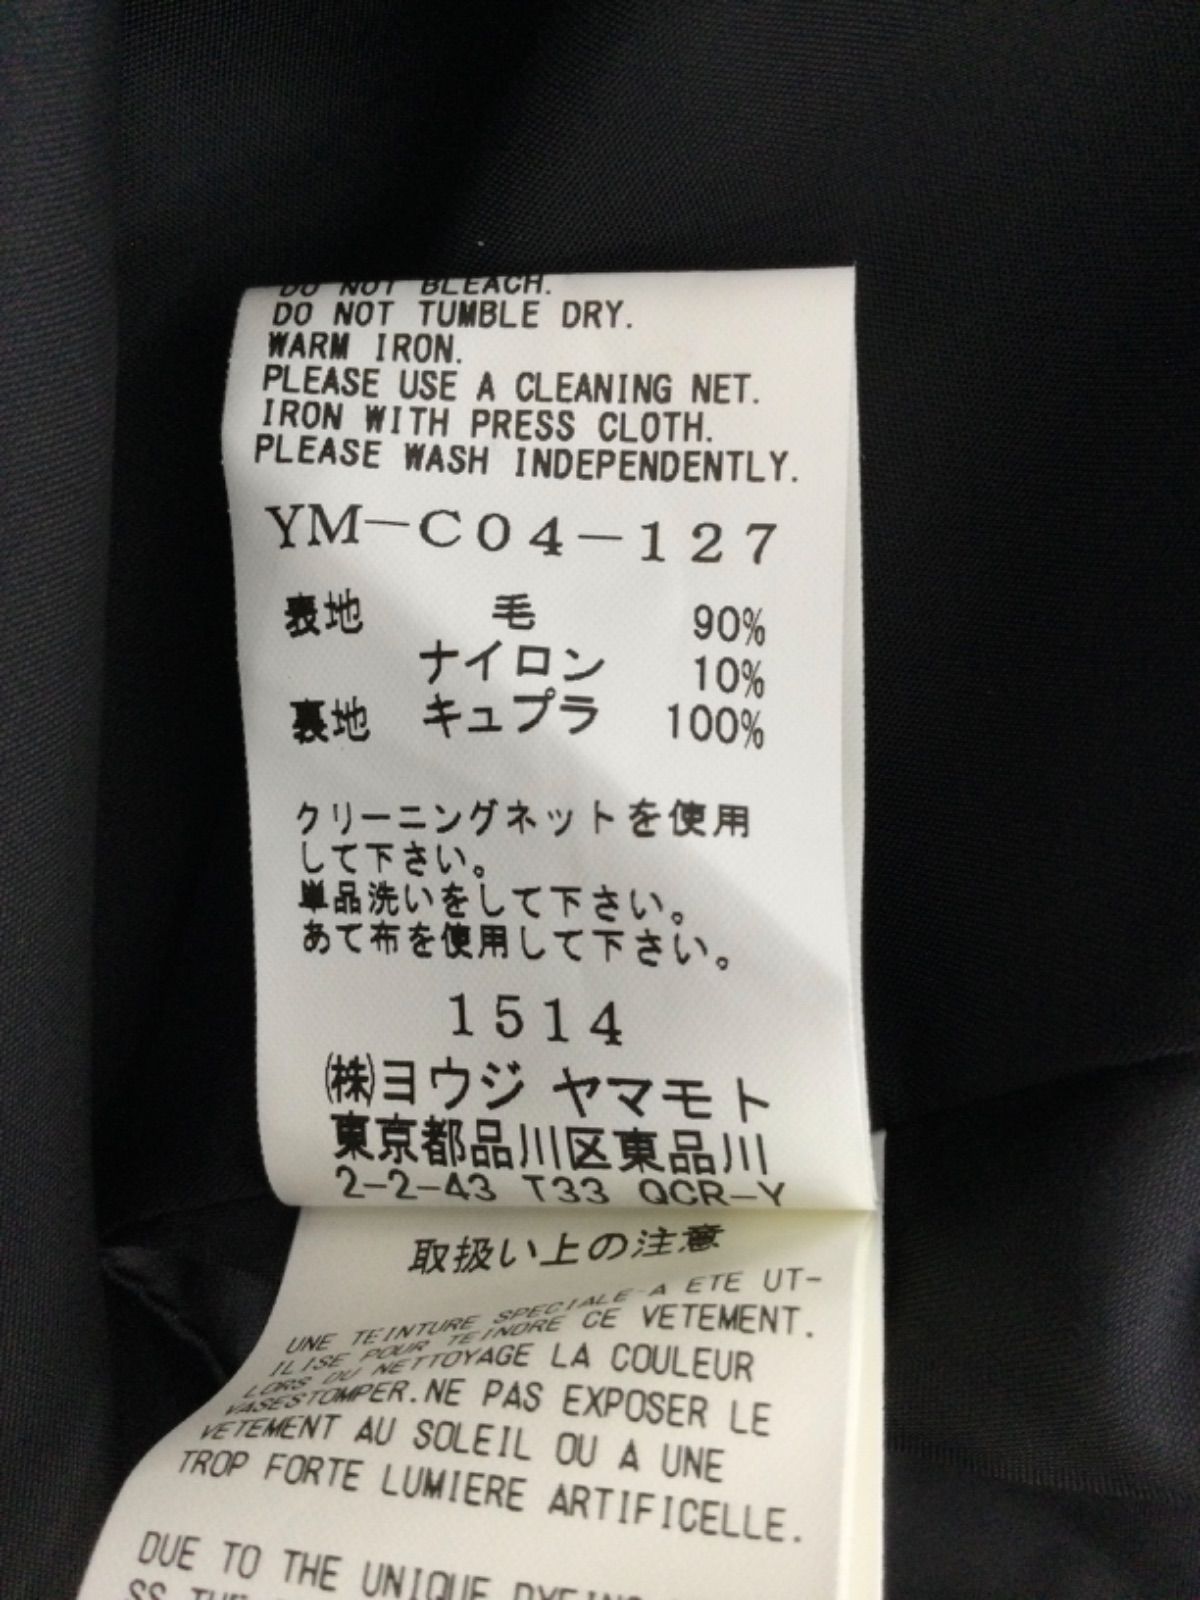 DO NOT BLEACH.
DO NOT TUMBLE DRY.
WARM IRON.
PLEASE USE A CLEANING NET.
IRON WITH PRESS CLOTH.
PLEASE WASH INDEPENDENTLY.
YM-C04-127
表地 毛 90%
ナイロン 10%
裏地 キュプラ 100%
クリーニングネットを使用
して下さい。
単品洗いをして下さい。
あて布を使用して下さい。
1514
㈱ヨウジ ヤマモト
東京都品川区東品川
2-2-43 T33 QCR-Y
取扱い上の注意
UNE TEINTURE SPECIALE A ETE UT-
ILISE POUR TEINDRE CE VETEMENT.
LORS DU NETTOYAGE LA COULEUR
VASESTOMPER.NE PAS EXPOSER LE
VETEMENT AU SOLEIL OU A UNE
TROP FORTE LUMIERE ARTIFICELLE.
DUE TO THE UNIQUE